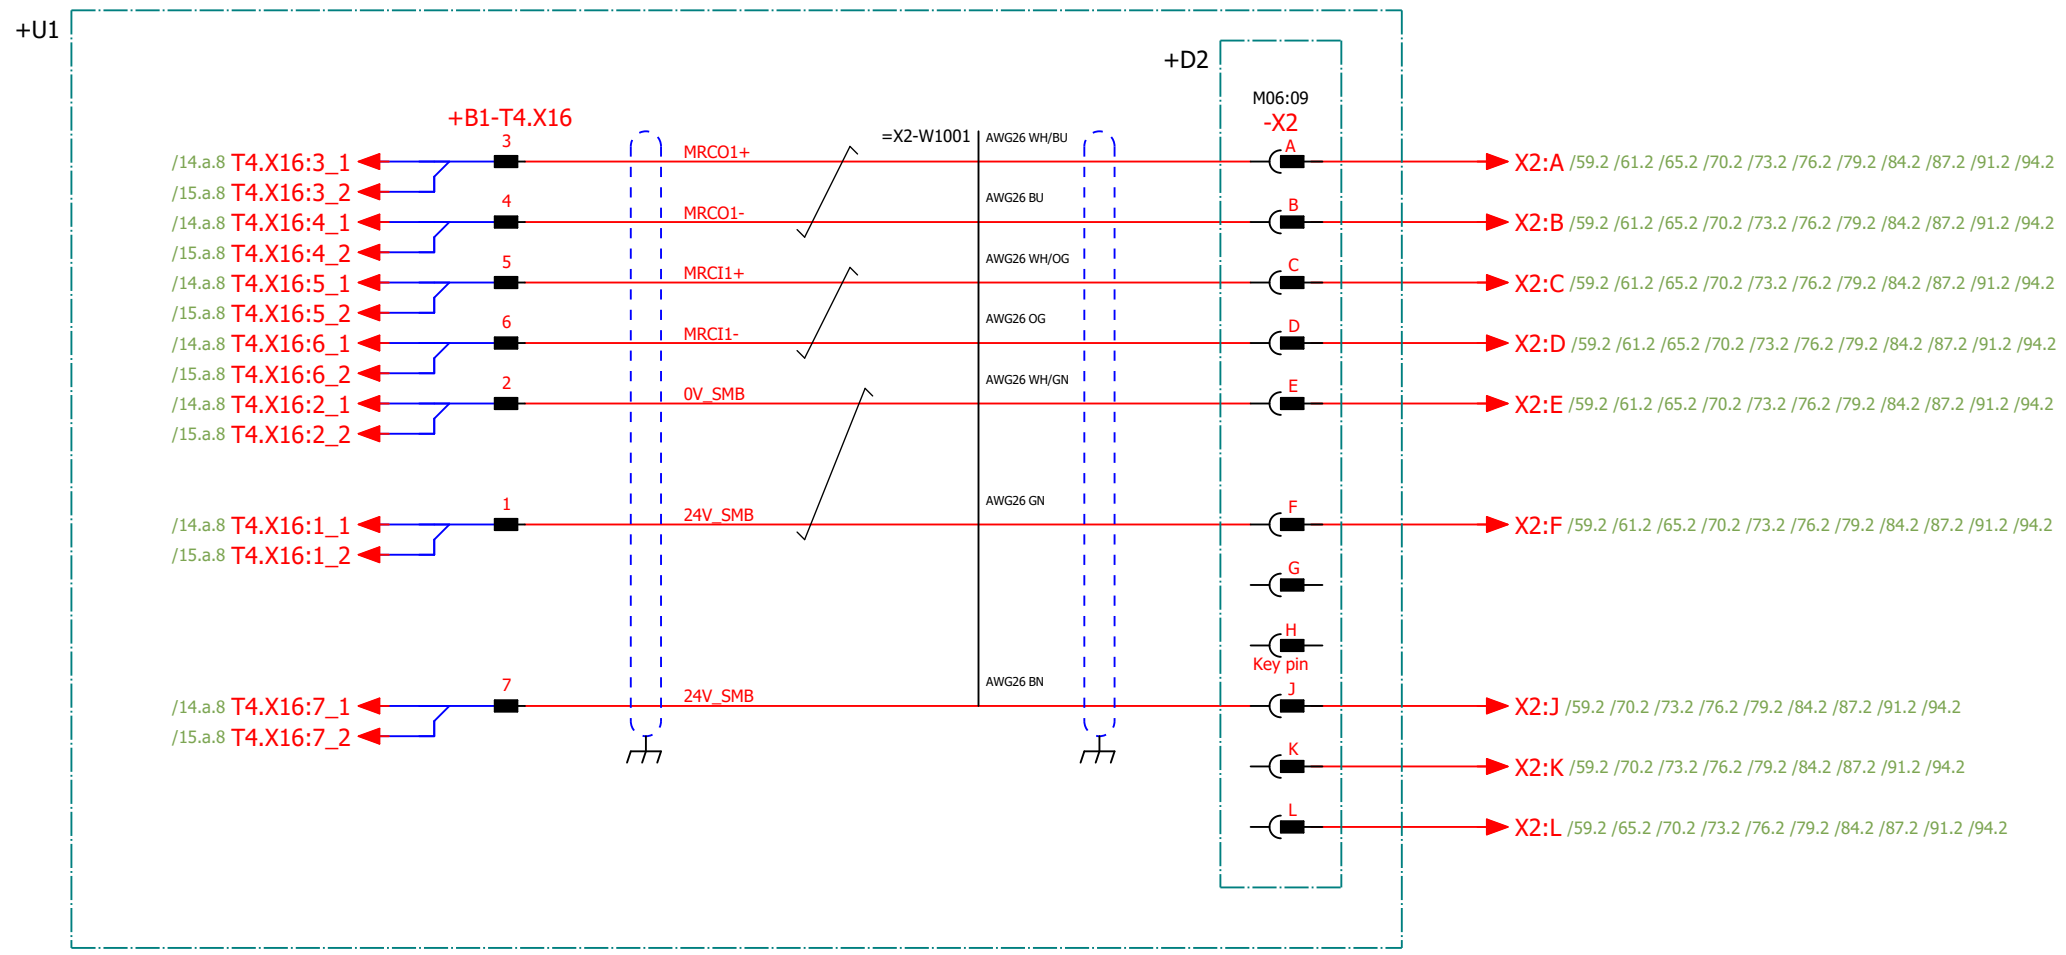 +U1
+D2
M06:09
-X2
+B1-T4.X16
=X2-W1001
/14.a.8 T4.X16:3_1 3 MRCO1+ AWG26 WH/BU A X2:A /59.2 /61.2 /65.2 /70.2 /73.2 /76.2 /79.2 /84.2 /87.2 /91.2 /94.2
/15.a.8 T4.X16:3_2
/14.a.8 T4.X16:4_1 4 MRCO1- AWG26 BU B X2:B /59.2 /61.2 /65.2 /70.2 /73.2 /76.2 /79.2 /84.2 /87.2 /91.2 /94.2
/15.a.8 T4.X16:4_2
/14.a.8 T4.X16:5_1 5 MRCI1+ AWG26 WH/OG C X2:C /59.2 /61.2 /65.2 /70.2 /73.2 /76.2 /79.2 /84.2 /87.2 /91.2 /94.2
/15.a.8 T4.X16:5_2
/14.a.8 T4.X16:6_1 6 MRCI1- AWG26 OG D X2:D /59.2 /61.2 /65.2 /70.2 /73.2 /76.2 /79.2 /84.2 /87.2 /91.2 /94.2
/15.a.8 T4.X16:6_2
/14.a.8 T4.X16:2_1 2 0V_SMB AWG26 WH/GN E X2:E /59.2 /61.2 /65.2 /70.2 /73.2 /76.2 /79.2 /84.2 /87.2 /91.2 /94.2
/15.a.8 T4.X16:2_2
/14.a.8 T4.X16:1_1 1 24V_SMB AWG26 GN F X2:F /59.2 /61.2 /65.2 /70.2 /73.2 /76.2 /79.2 /84.2 /87.2 /91.2 /94.2
/15.a.8 T4.X16:1_2
G
H
Key pin
/14.a.8 T4.X16:7_1 7 24V_SMB AWG26 BN J X2:J /59.2 /70.2 /73.2 /76.2 /79.2 /84.2 /87.2 /91.2 /94.2
/15.a.8 T4.X16:7_2
K X2:K /59.2 /70.2 /73.2 /76.2 /79.2 /84.2 /87.2 /91.2 /94.2
L X2:L /59.2 /65.2 /70.2 /73.2 /76.2 /79.2 /84.2 /87.2 /91.2 /94.2